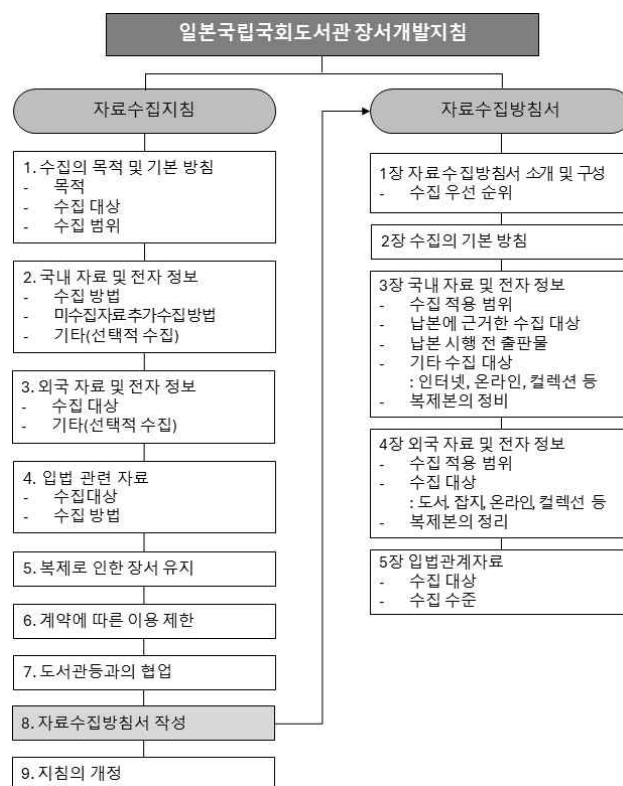 일본국립국회도서관 장서개발지침
자료수집지침
1. 수집의 목적 및 기본 방침
- 목적
- 수집 대상
- 수집 범위
2. 국내 자료 및 전자 정보
- 수집 방법
- 미수집자료추가수집방법
- 기타(선택적 수집)
3. 외국 자료 및 전자 정보
- 수집 대상
- 기타(선택적 수집)
4. 입법 관련 자료
- 수집대상
- 수집 방법
5. 복제로 인한 장서 유지
6. 계약에 따른 이용 제한
7. 도서관등과의 협업
8. 자료수집방침서 작성
9. 지침의 개정
자료수집방침서
1장 자료수집방침서 소개 및 구성
- 수집 우선 순위
2장 수집의 기본 방침
3장 국내 자료 및 전자 정보
- 수집 적용 범위
- 납본에 근거한 수집 대상
- 납본 시행 전 출판물
- 기타 수집 대상
: 인터넷, 온라인, 컬렉션 등
- 복제본의 정비
4장 외국 자료 및 전자 정보
- 수집 적용 범위
- 수집 대상
: 도서, 잡지, 온라인, 컬렉션 등
- 복제본의 정리
5장 입법관계자료
- 수집 대상
- 수집 수준